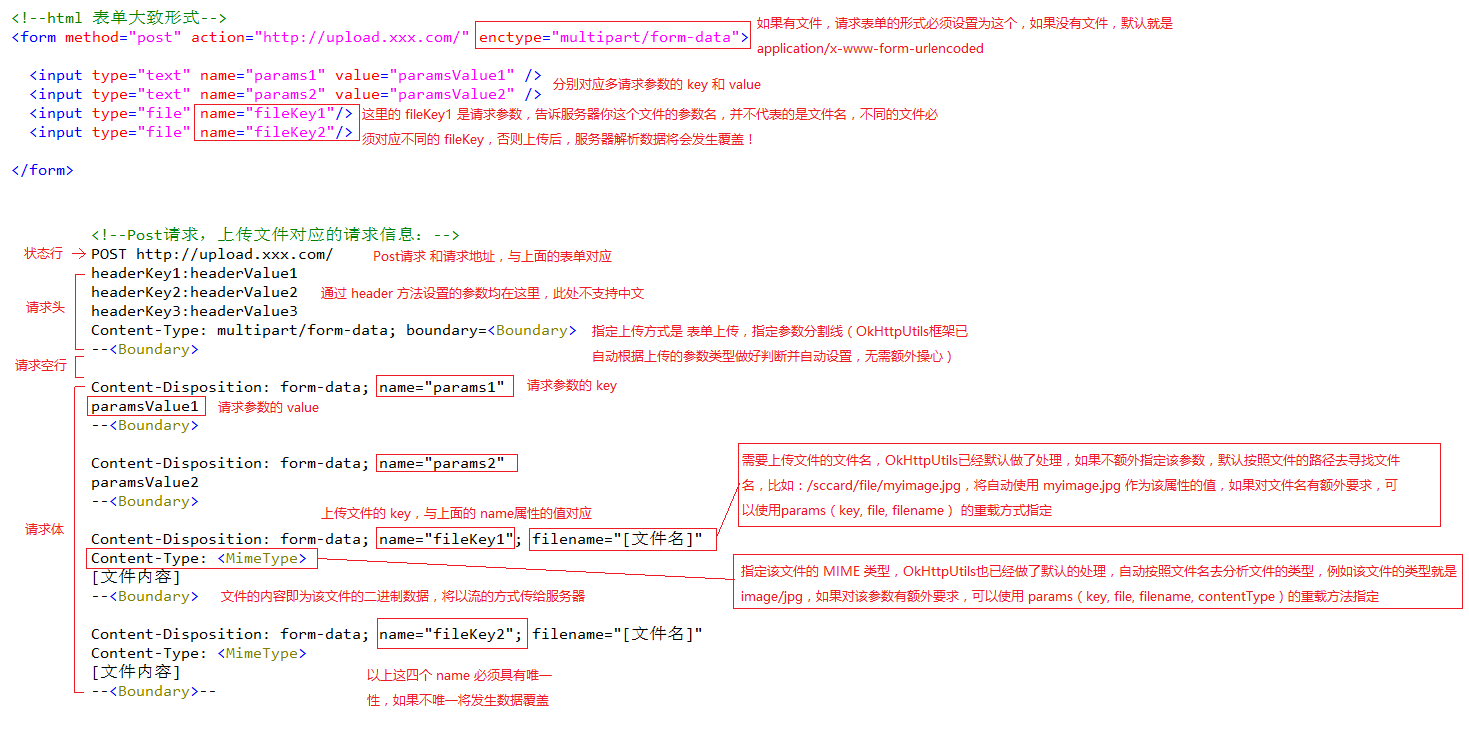 <!--html 表单大致形式-->
如果有文件，请求表单的形式必须设置为这个，如果没有文件，默认就是
<form method="post" action="http://upload.xxx.com/" enctype="multipart/form-data">
application/x-www-form-urlencoded
<input type="text" name="params1" value="paramsValue1" />
分别对应多请求参数的 key 和 value
<input type="text" name="params2" value="paramsValue2" />
<input type="file" name="fileKey1"/> 这里的 fileKey1 是请求参数，告诉服务器你这个文件的参数名，并不代表的是文件名，不同的文件必
<input type="file" name="fileKey2"/> 须对应不同的 fileKey，否则上传后，服务器解析数据将会发生覆盖！
</form>
<!--Post请求，上传文件对应的请求信息：-->
状态行 POST http://upload.xxx.com/ Post请求 和请求地址，与上面的表单对应
headerKey1:headerValue1
headerKey2:headerValue2 通过 header 方法设置的参数均在这里，此处不支持中文
请求头
headerKey3:headerValue3
Content-Type: multipart/form-data; boundary=<Boundary> 指定上传方式是 表单上传，指定参数分割线（OkHttpUtils框架已
--<Boundary> 自动根据上传的参数类型做好判断并自动设置，无需额外操心）
请求空行
Content-Disposition: form-data; name="params1" 请求参数的 key
paramsValue1 请求参数的 value
--<Boundary>
Content-Disposition: form-data; name="params2"
paramsValue2
--<Boundary>
需要上传文件的文件名，OkHttpUtils已经默认做了处理，如果不额外指定该参数，默认按照文件的路径去寻找文件
名，比如：/sccard/file/myimage.jpg，将自动使用 myimage.jpg 作为该属性的值，如果对文件名有额外要求，可
以使用params（key, file, filename） 的重载方式指定
上传文件的 key，与上面的 name属性的值对应
请求体
Content-Disposition: form-data; name="fileKey1"; filename="[文件名]"
Content-Type: <MimeType>
[文件内容]
--<Boundary> 文件的内容即为该文件的二进制数据，将以流的方式传给服务器
指定该文件的 MIME 类型，OkHttpUtils也已经做了默认的处理，自动按照文件名去分析文件的类型，例如该文件的类型就是
image/jpg，如果对该参数有额外要求，可以使用 params（key, file, filename, contentType）的重载方法指定
Content-Disposition: form-data; name="fileKey2"; filename="[文件名]"
Content-Type: <MimeType>
[文件内容]
--<Boundary>--
以上这四个 name 必须具有唯一
性，如果不唯一将发生数据覆盖